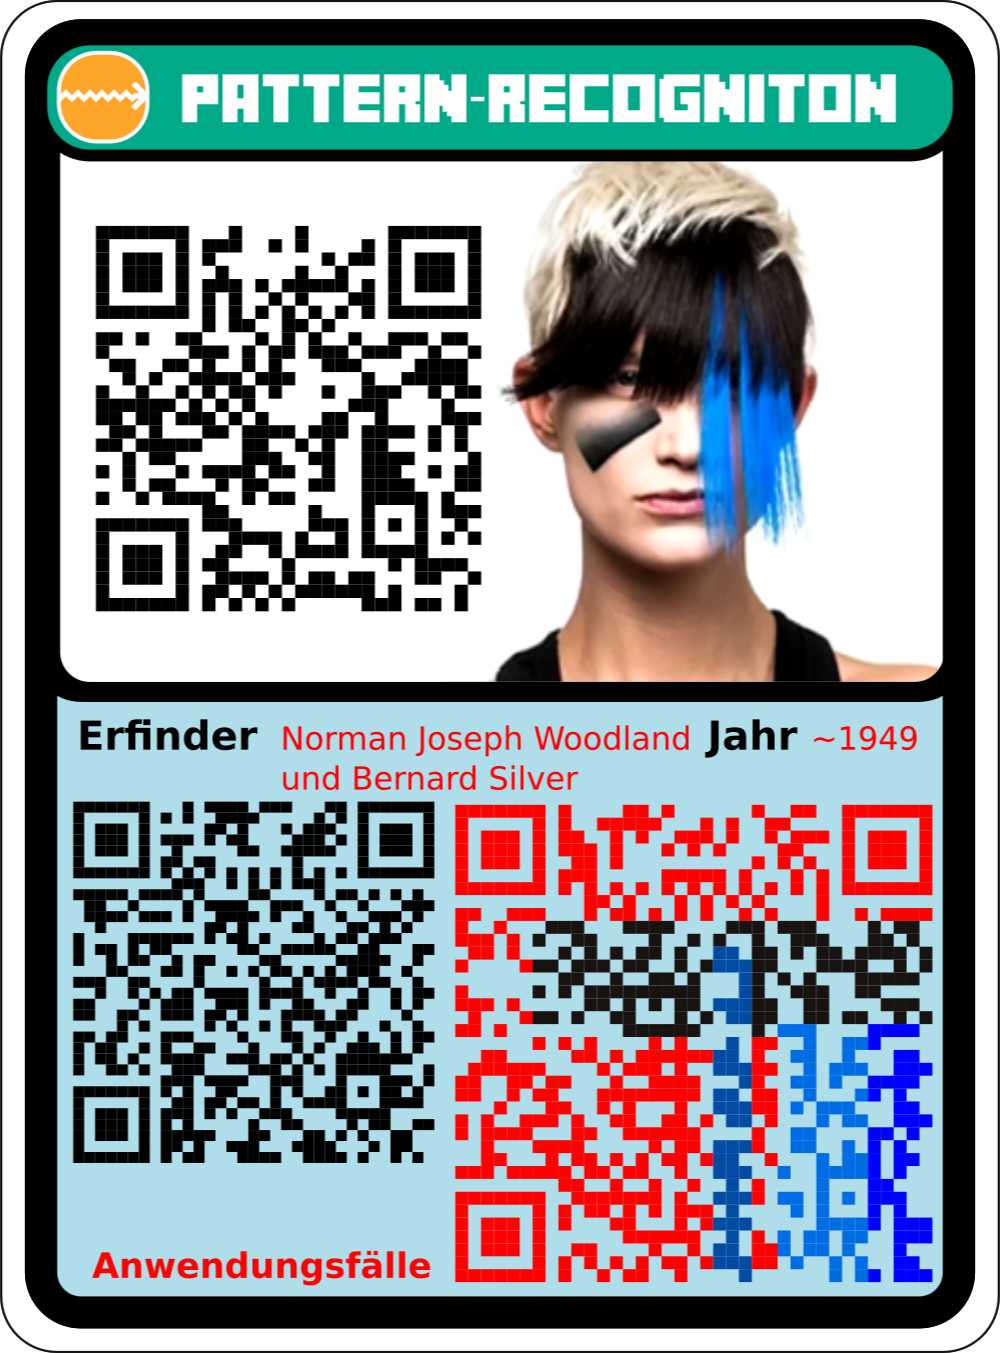 PATTERN-RECOGNITON
Erfinder Norman Joseph Woodland Jahr ~1949
und Bernard Silver
Anwendungsfälle